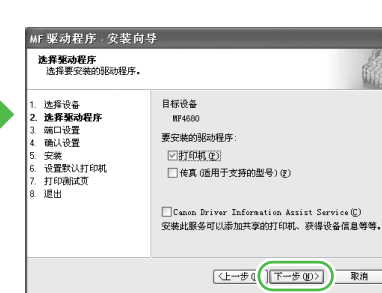 MF 驱动程序 - 安装向导
选择驱动程序
选择要安装的驱动程序。
1. 选择设备
2. 选择驱动程序
3. 端口设置
4. 确认设置
5. 安装
6. 设置默认打印机
7. 打印测试页
8. 退出
目标设备
MF4680
要安装的驱动程序:
打印机(P)
传真 (适用于支持的型号)(F)
Canon Driver Information Assist Service(C)
安装此服务可以添加共享的打印机、获得设备信息等等。
<上一步
下一步(N)>
取消